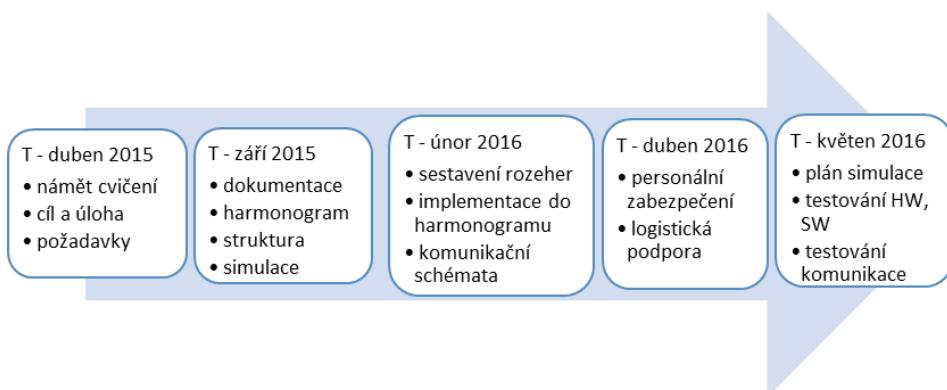 T - duben 2015
• námět cvičení
• cíl a úloha
• požadavky
T - září 2015
• dokumentace
• harmonogram
• struktura
• simulace
T - únor 2016
• sestavení rozeher
• implementace do
harmonogramu
• komunikační
schémata
T - duben 2016
• personální
zabezpečení
• logistická
podpora
T - květen 2016
• plán simulace
• testování HW,
SW
• testování
komunikace